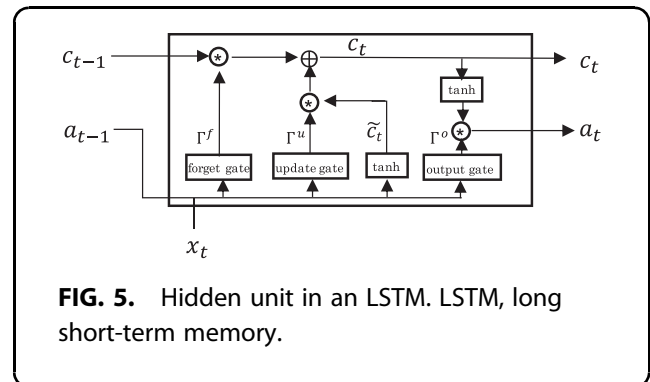 c_{t−1}
c_t
c_t
tanh
a_{t−1}
Γ^f
Γ^u
c̃_t
Γ^o
a_t
forget gate
update gate
tanh
output gate
x_t
FIG. 5. Hidden unit in an LSTM. LSTM, long
short-term memory.